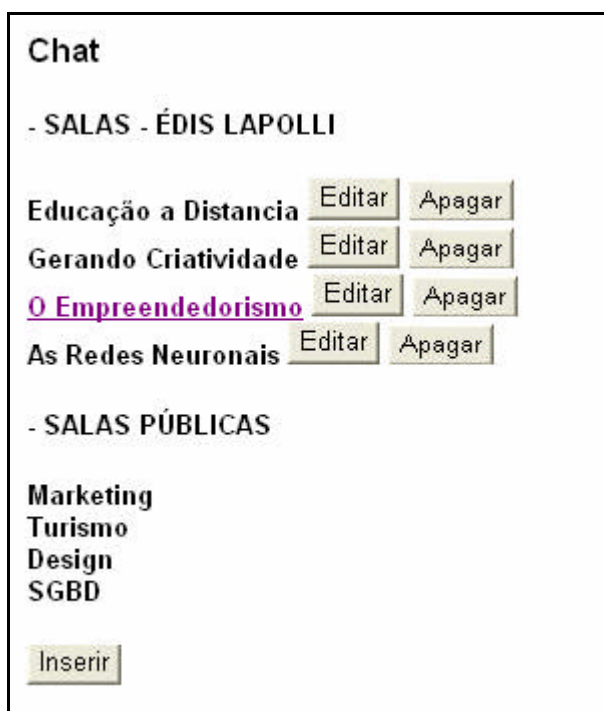 Chat
- SALAS - ÉDIS LAPOLLI
Educação a Distancia Editar Apagar
Gerando Criatividade Editar Apagar
O Empreendedorismo Editar Apagar
As Redes Neuronais Editar Apagar
- SALAS PÚBLICAS
Marketing
Turismo
Design
SGBD
Inserir